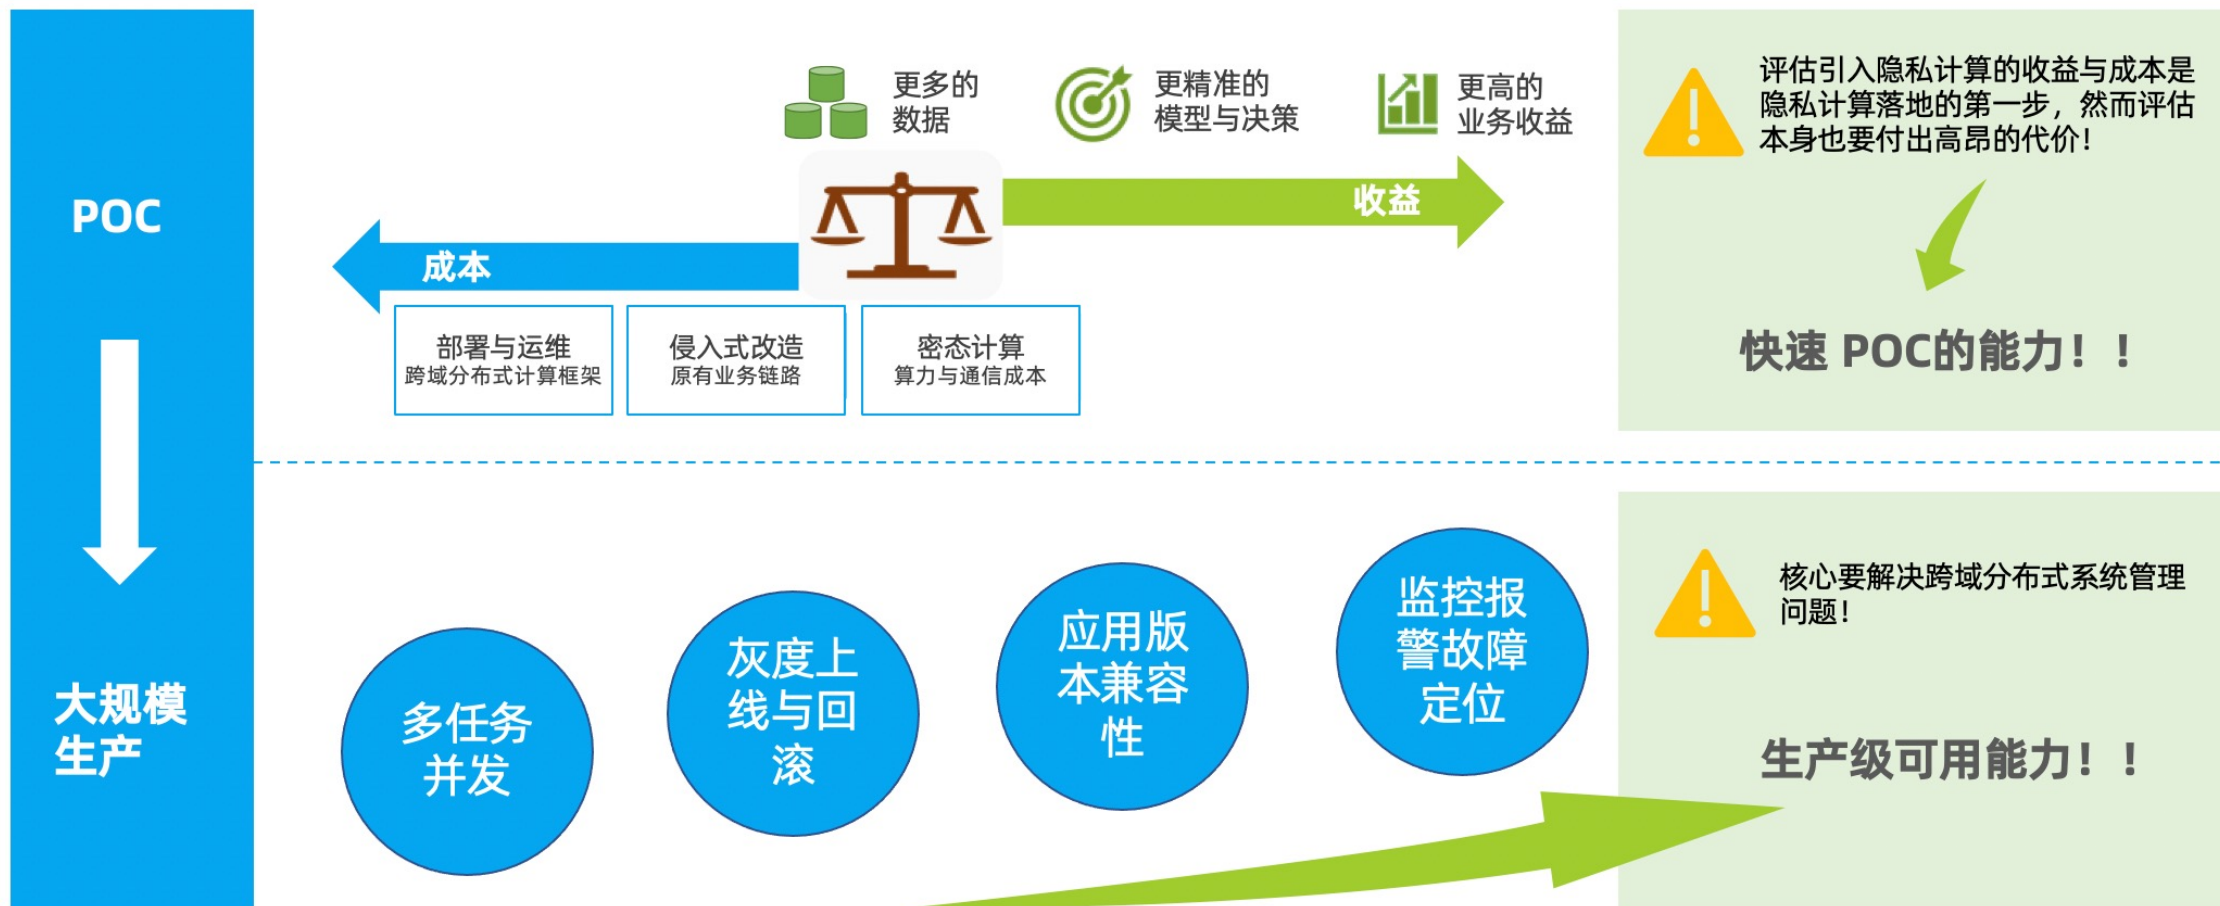 POC
大规模
生产
更多的
数据
更精准的
模型与决策
更高的
业务收益
收益
成本
部署与运维
跨域分布式计算框架
侵入式改造
原有业务链路
密态计算
算力与通信成本
评估引入隐私计算的收益与成本是
隐私计算落地的第一步，然而评估
本身也要付出高昂的代价！
快速 POC的能力！！
多任务
并发
灰度上
线与回
滚
应用版
本兼容
性
监控报
警故障
定位
核心要解决跨域分布式系统管理
问题！
生产级可用能力！！